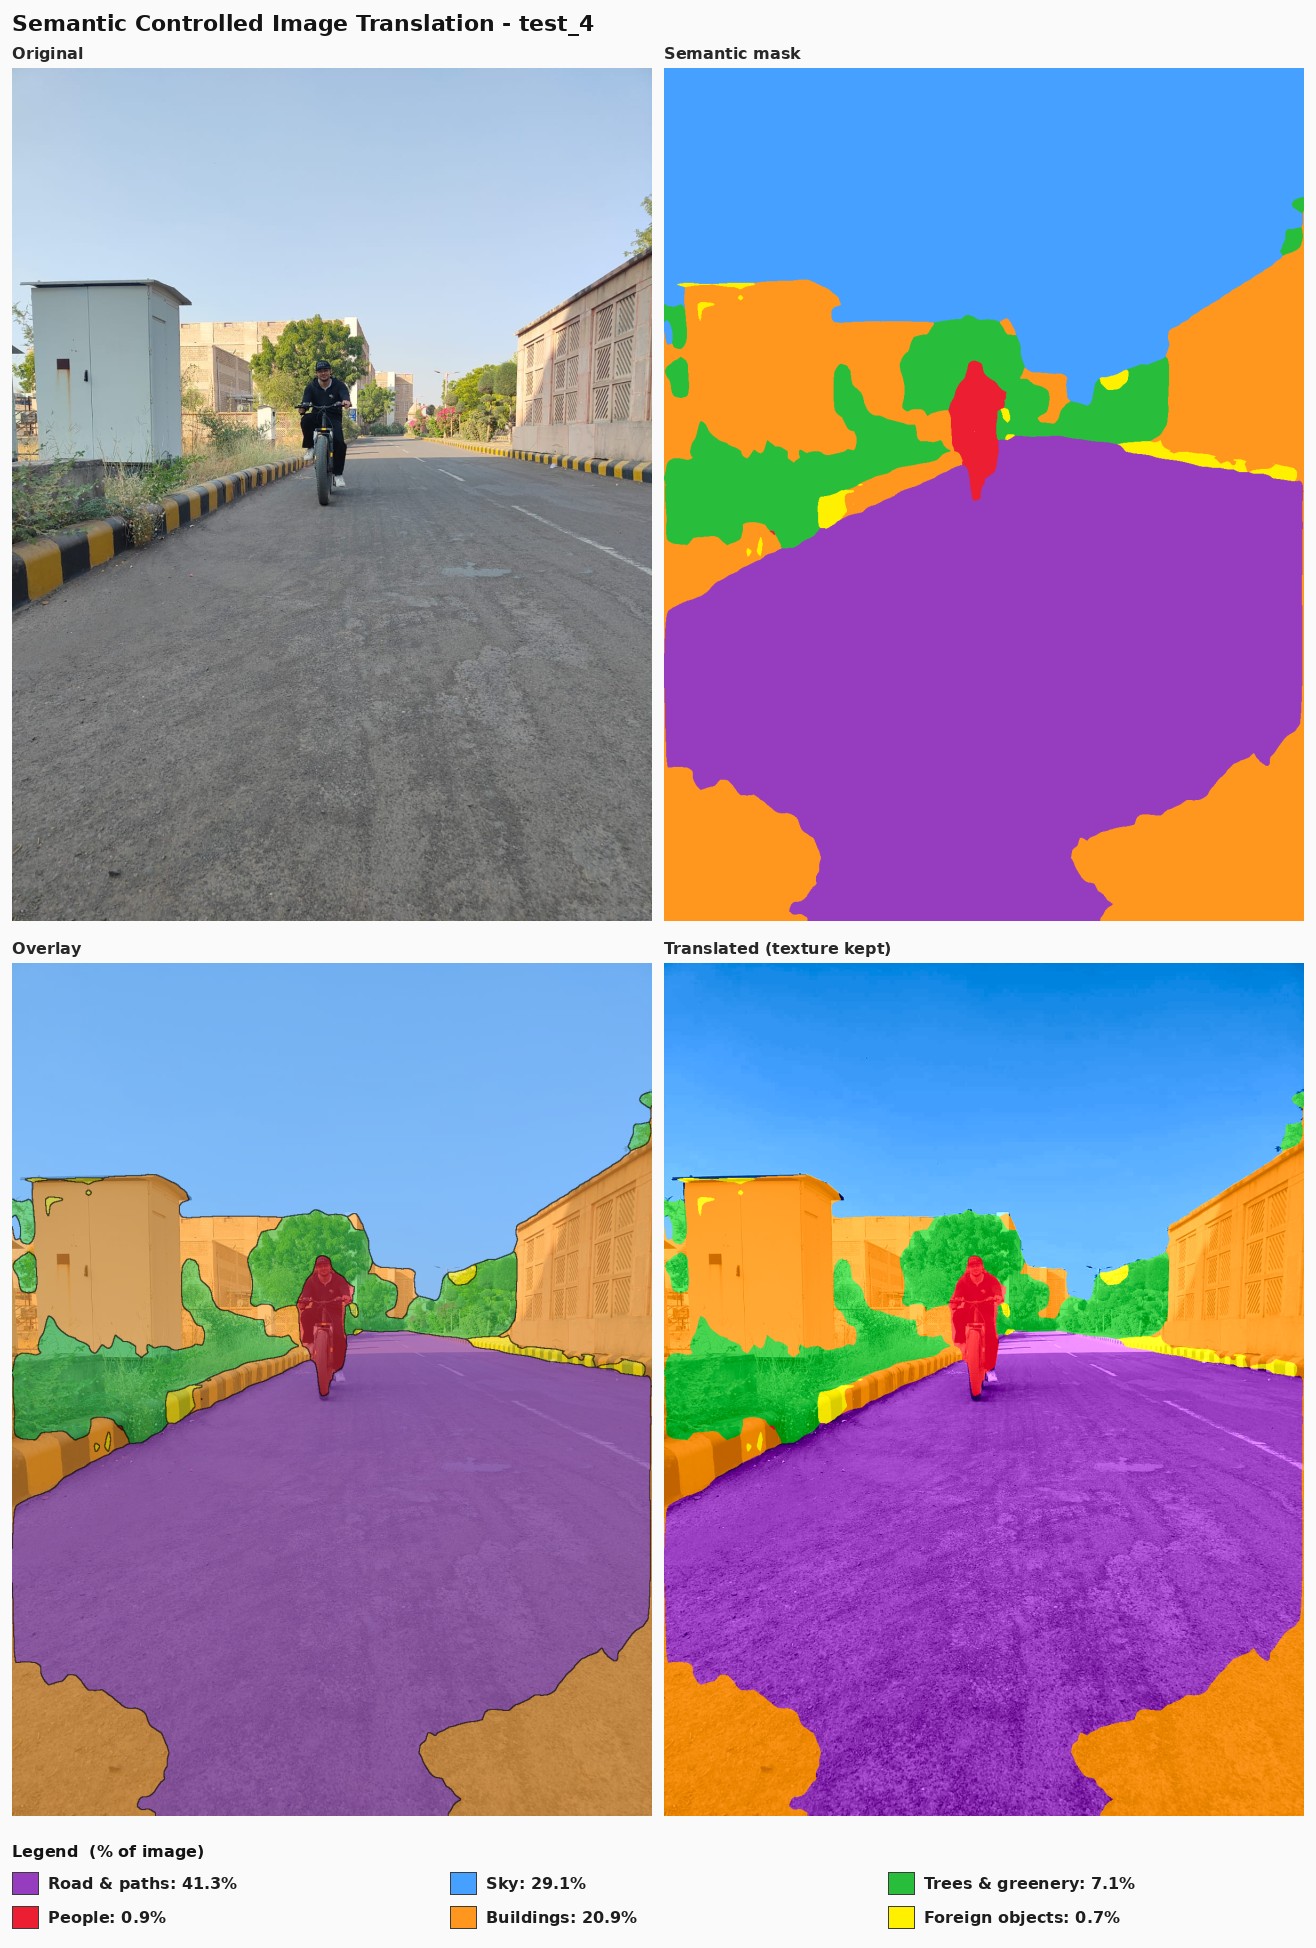 Semantic Controlled Image Translation - test_4
Original
Semantic mask
Overlay
Translated (texture kept)
Legend  (% of image)
Road & paths: 41.3%
Sky: 29.1%
Trees & greenery: 7.1%
People: 0.9%
Buildings: 20.9%
Foreign objects: 0.7%